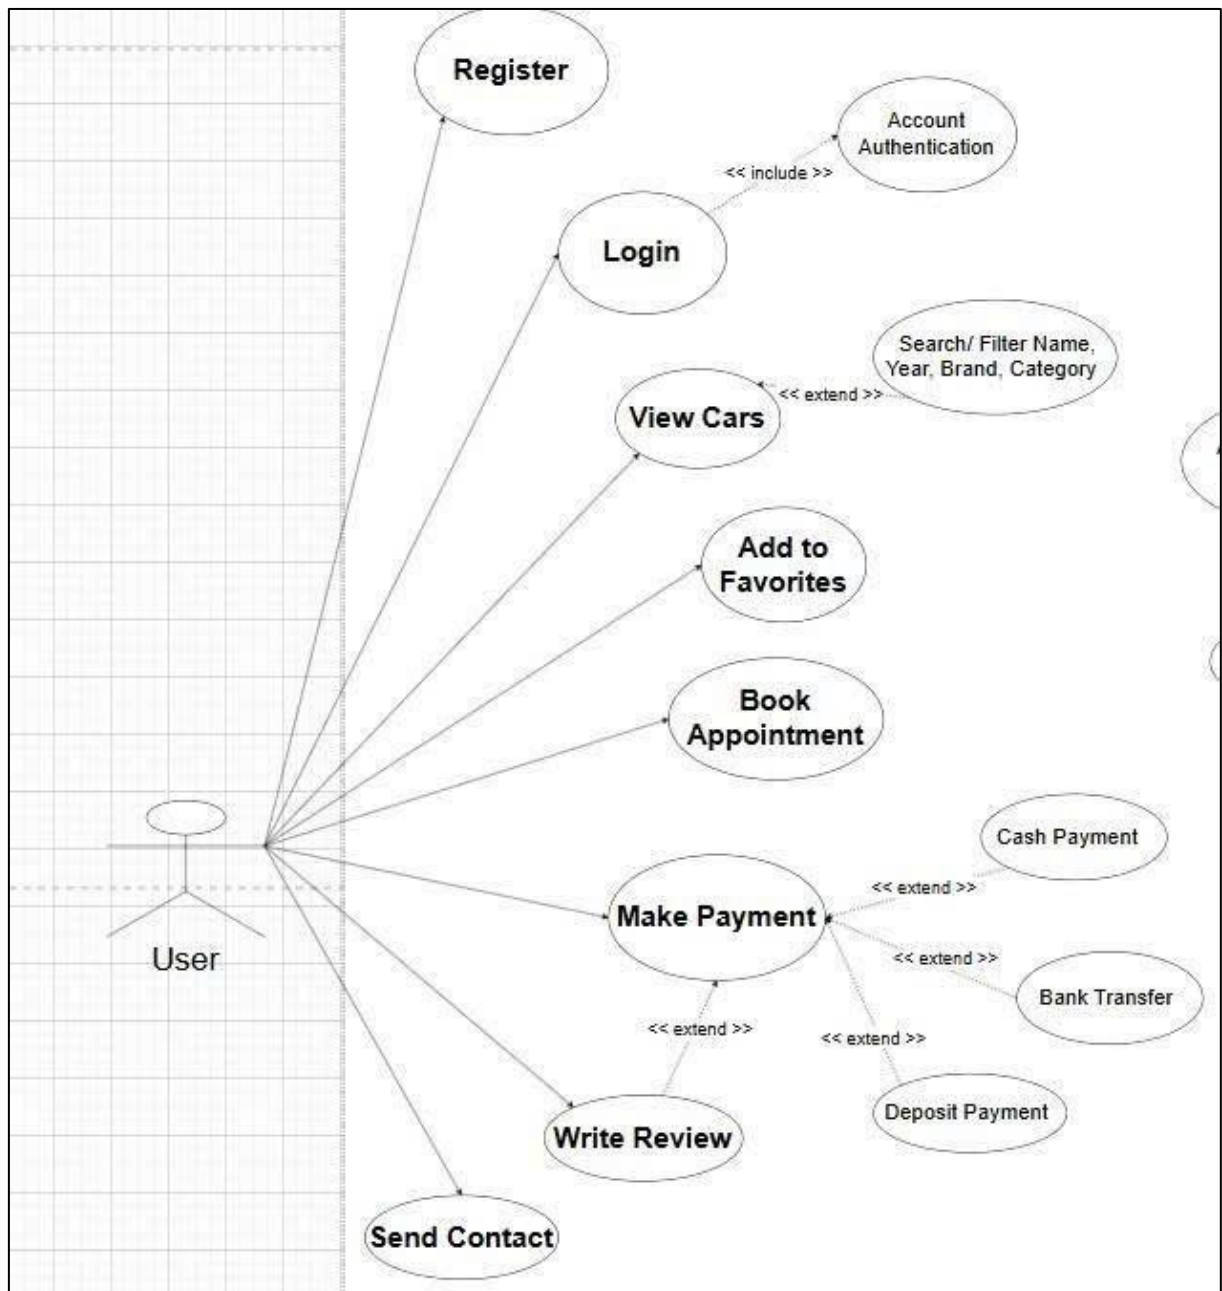 Register
Account
Authentication
<< include >>
Login
Search/ Filter Name,
Year, Brand, Category
<< extend >>
View Cars
Add to
Favorites
Book
Appointment
Cash Payment
<< extend >>
Make Payment
User
<< extend >>
Bank Transfer
<< extend >>
<< extend >>
Deposit Payment
Write Review
Send Contact